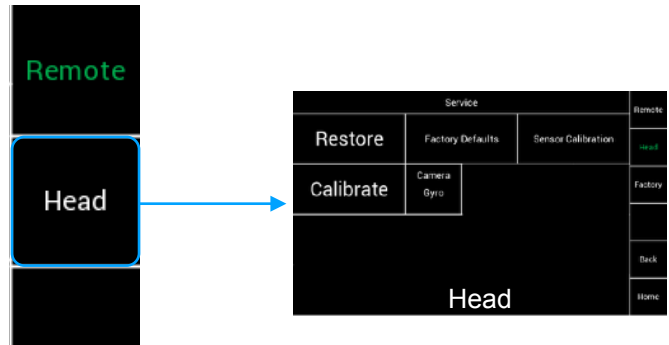 Remote
Head
Service
Restore
Factory Defaults
Sensor Calibration
Calibrate
Camera
Gyro
Head
Remote
Head
Factory
Back
Home